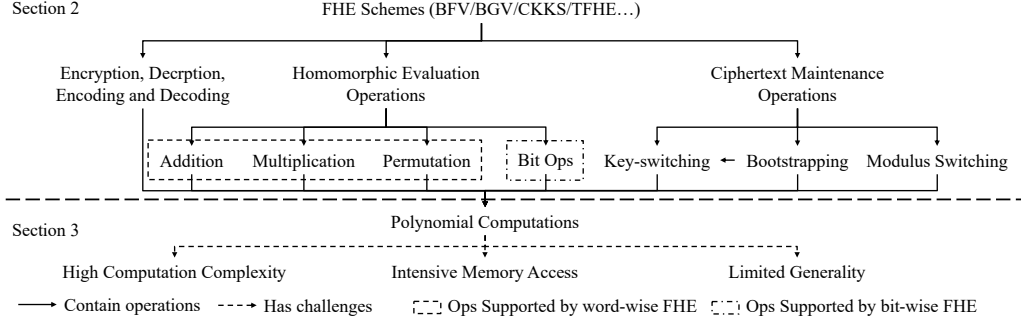 Section 2
FHE Schemes (BFV/BGV/CKKS/TFHE…)
Encryption, Decrption,
Encoding and Decoding
Homomorphic Evaluation
Operations
Ciphertext Maintenance
Operations
Addition
Multiplication
Permutation
Bit Ops
Key-switching
Bootstrapping
Modulus Switching
Polynomial Computations
Section 3
High Computation Complexity
Intensive Memory Access
Limited Generality
Contain operations
Has challenges
Ops Supported by word-wise FHE
Ops Supported by bit-wise FHE